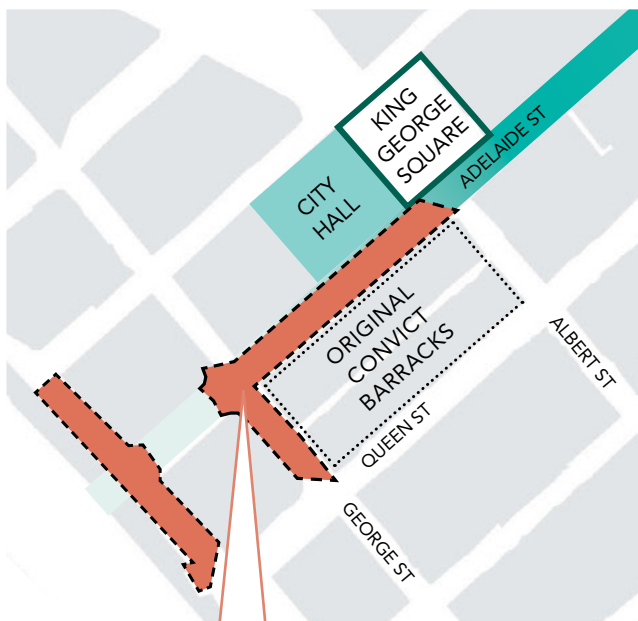 KING
GEORGE
SQUARE
ADELAIDE ST
CITY
HALL
ORIGINAL
CONVICT
BARRACKS
ALBERT ST
QUEEN ST
GEORGE ST